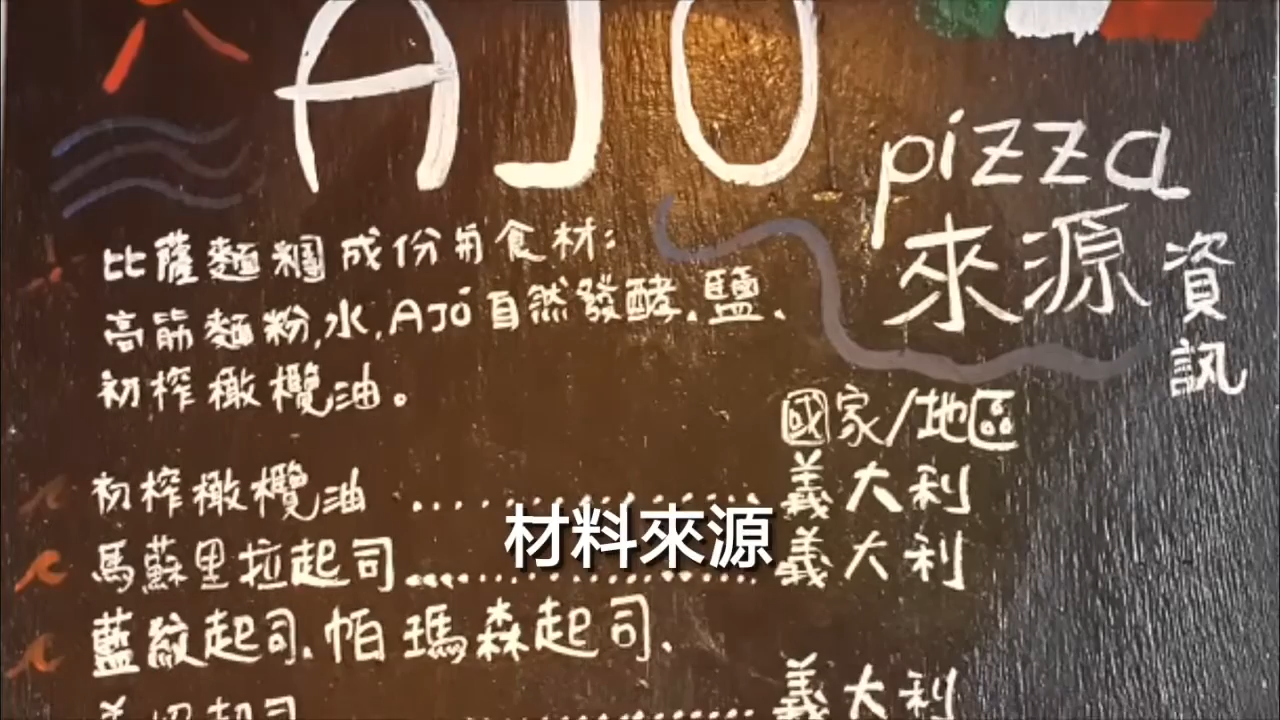 AJO
pizza
來源
資訊
比薩麵糰成份用食材:
高筋麵粉,水,AJO自然發酵、鹽、
初榨橄欖油。
國家/地區
初榨橄欖油 .................. 義大利
材料來源
馬蘇里拉起司 .................. 義大利
藍紋起司、帕瑪森起司、
義大利